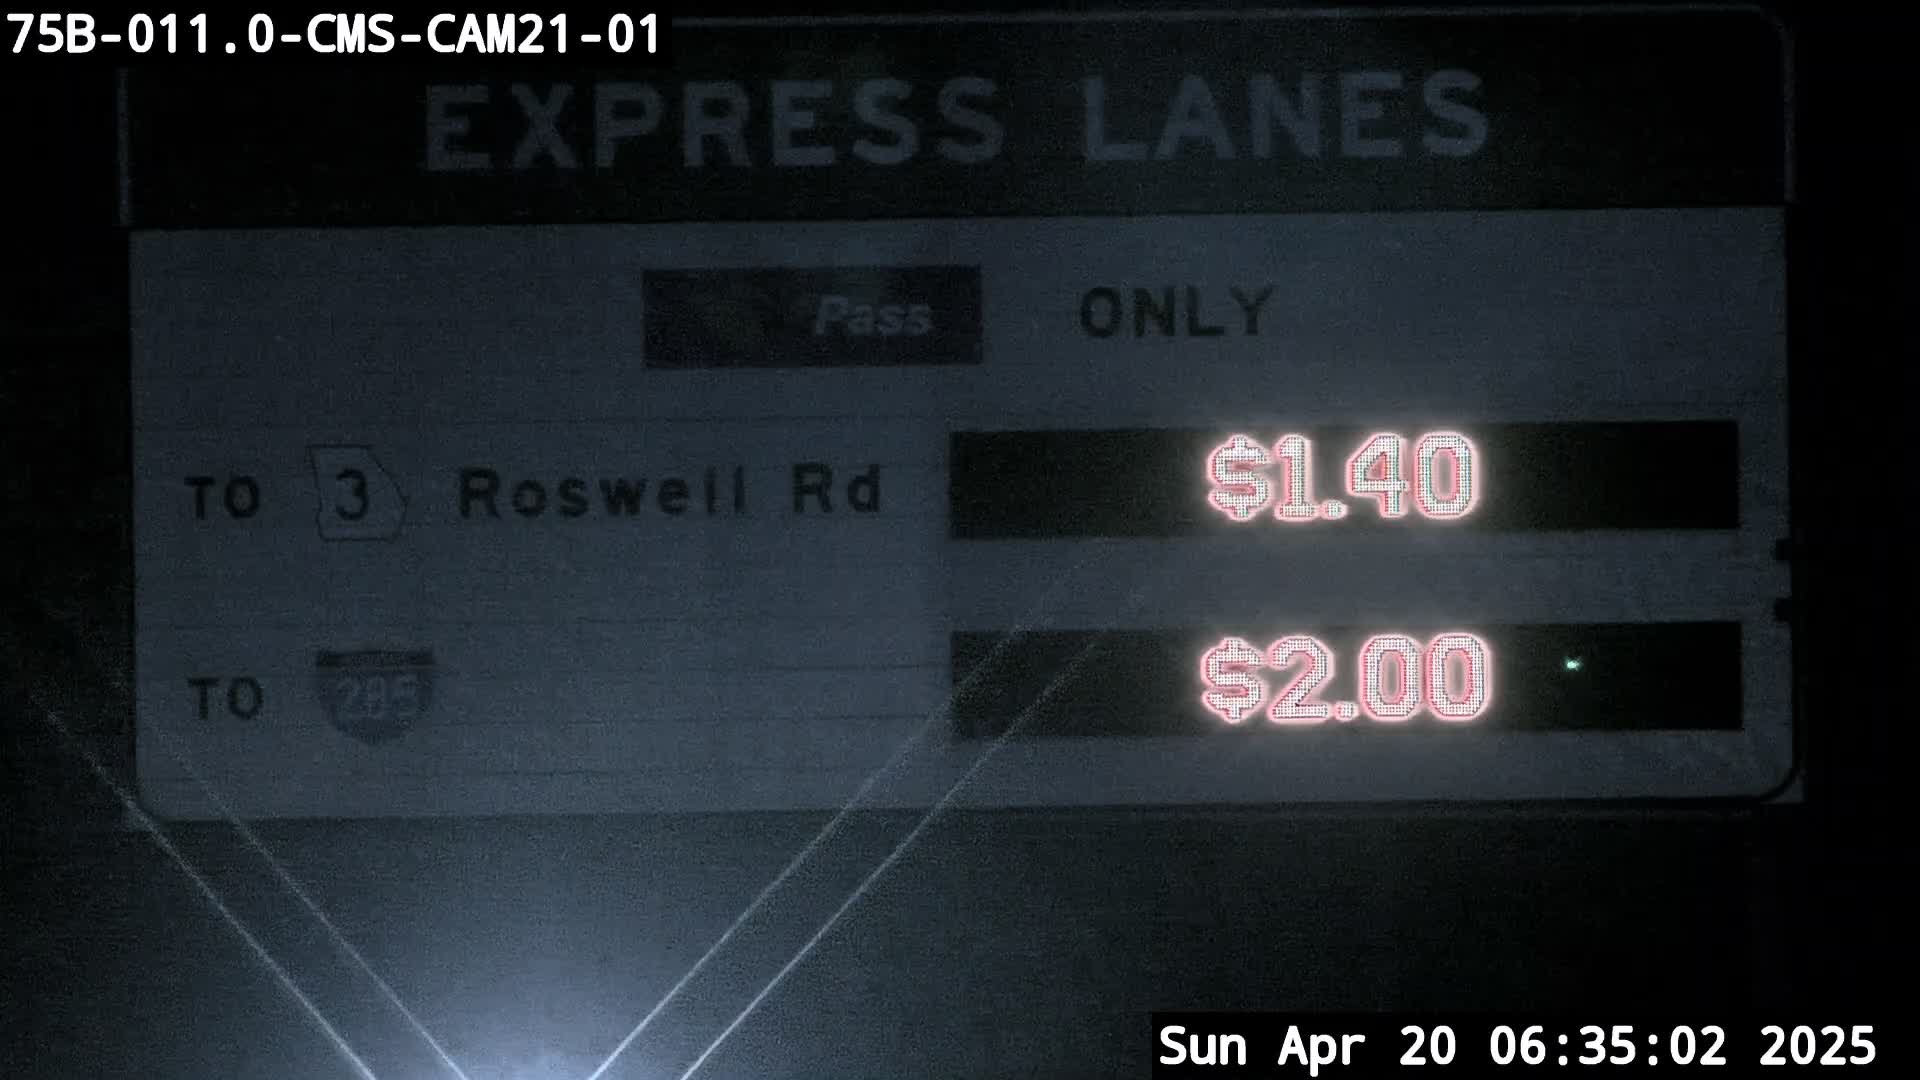 75B-011.0-CMS-CAM21-01
EXPRESS LANES
Pass ONLY
TO 3 Roswell Rd $1.40
TO 285 $2.00
Sun Apr 20 06:35:02 2025